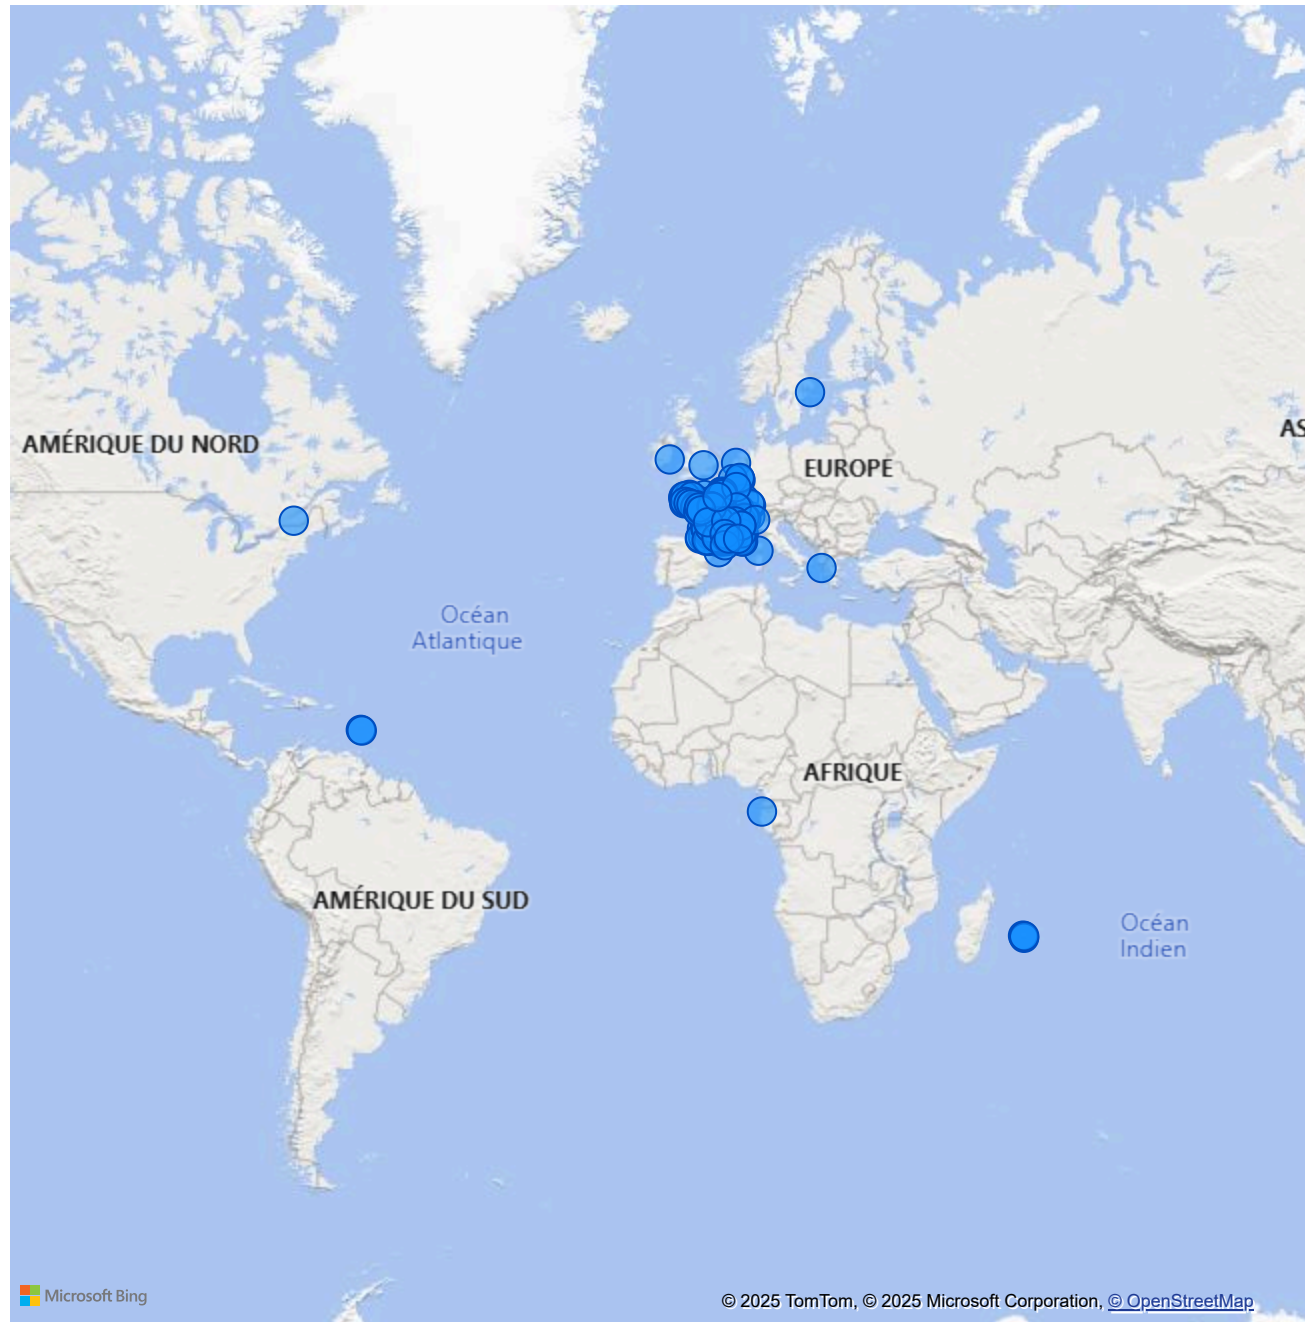 AMÉRIQUE DU NORD
AS
EUROPE
Océan
Atlantique
AFRIQUE
AMÉRIQUE DU SUD
Océan
Indien
Microsoft Bing
© 2025 TomTom, © 2025 Microsoft Corporation, © OpenStreetMap